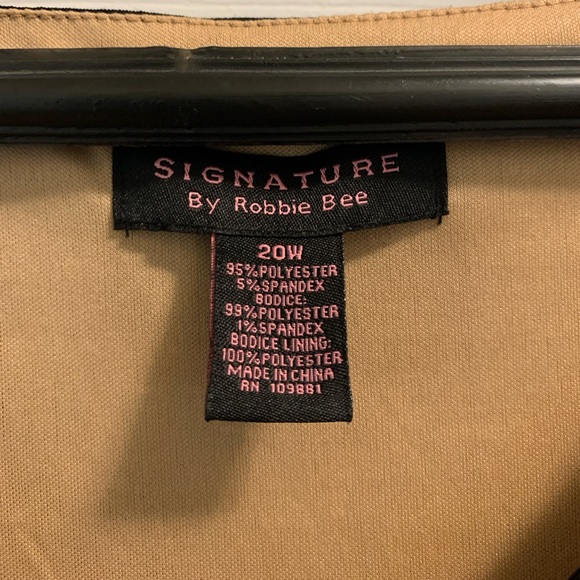 SIGNATURE
By Robbie Bee
20W
95%POLYESTER
5%SPANDEX
BODICE:
99%POLYESTER
1%SPANDEX
BODICE LINING:
100%POLYESTER
MADE IN CHINA
RN 109881